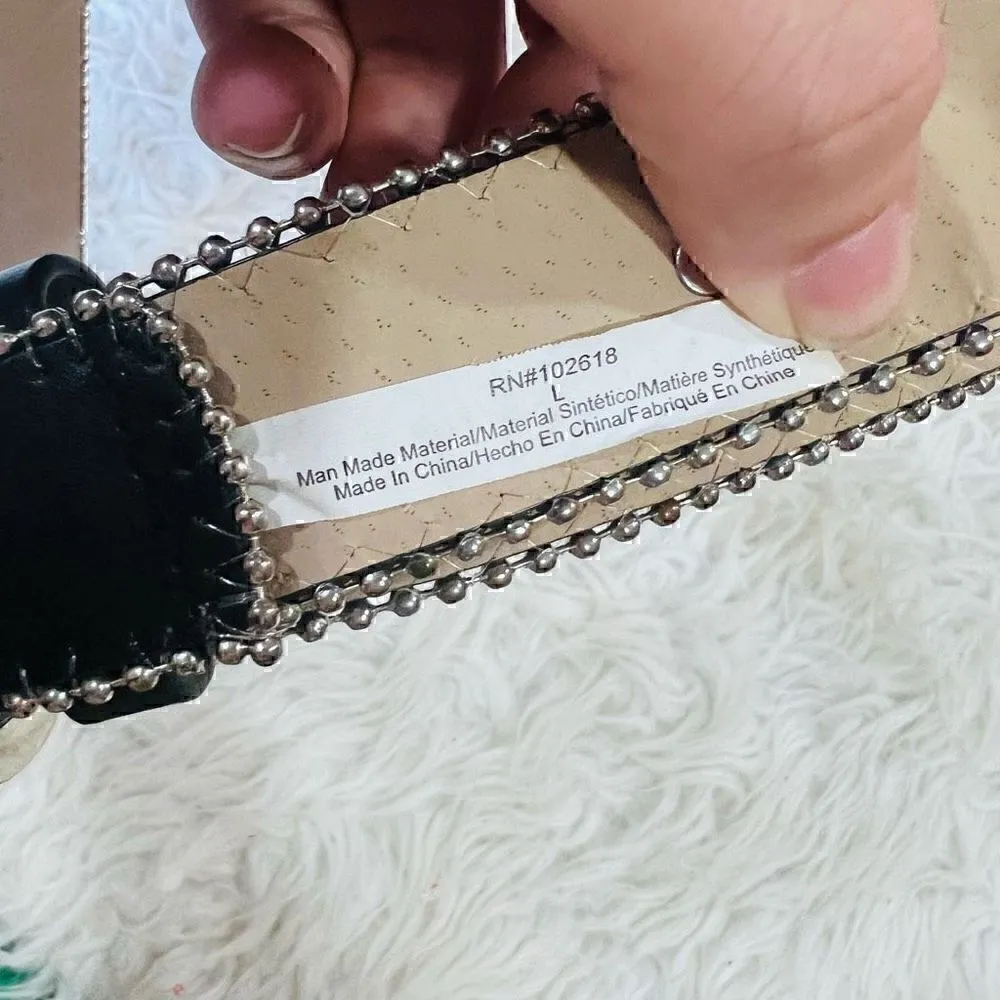 RN#102618
L
Man Made Material/Material Sintético/Matière Synthétique
Made In China/Hecho En China/Fabriqué En Chine